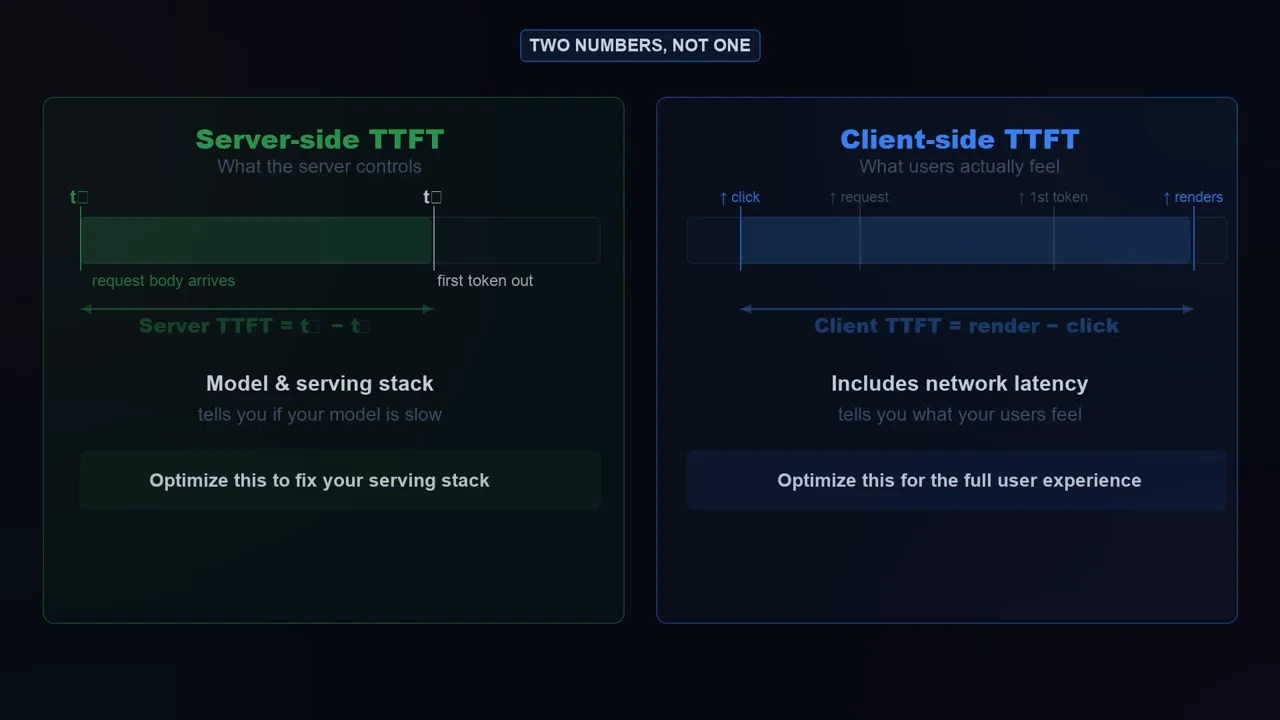 TWO NUMBERS, NOT ONE
Server-side TTFT
What the server controls
t□ t□
request body arrives first token out
Server TTFT = t□ − t□
Model & serving stack
tells you if your model is slow
Optimize this to fix your serving stack
Client-side TTFT
What users actually feel
↑ click ↑ request ↑ 1st token ↑ renders
Client TTFT = render − click
Includes network latency
tells you what your users feel
Optimize this for the full user experience